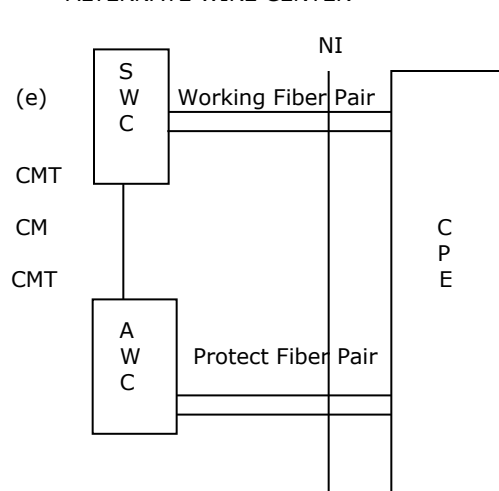 ALTERNATE WIRE CENTER
NI
(e)
S
W
C
Working Fiber Pair
CMT
CM
CMT
C
P
E
A
W
C
Protect Fiber Pair